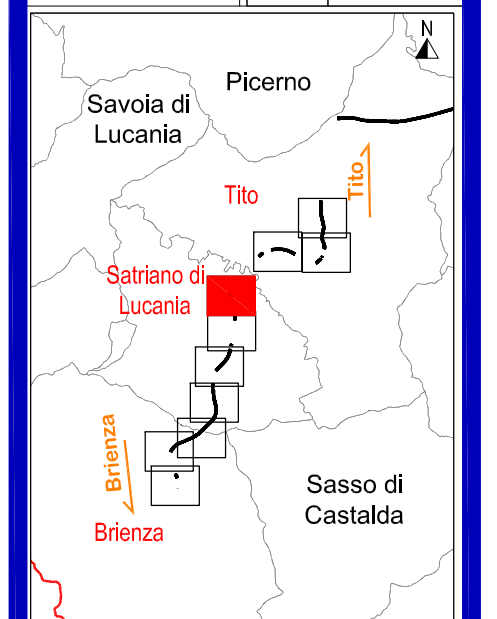 N
Picerno
Savoia di
Lucania
Tito
Tito
Satriano di
Lucania
Brienza
Sasso di
Castalda
Brienza